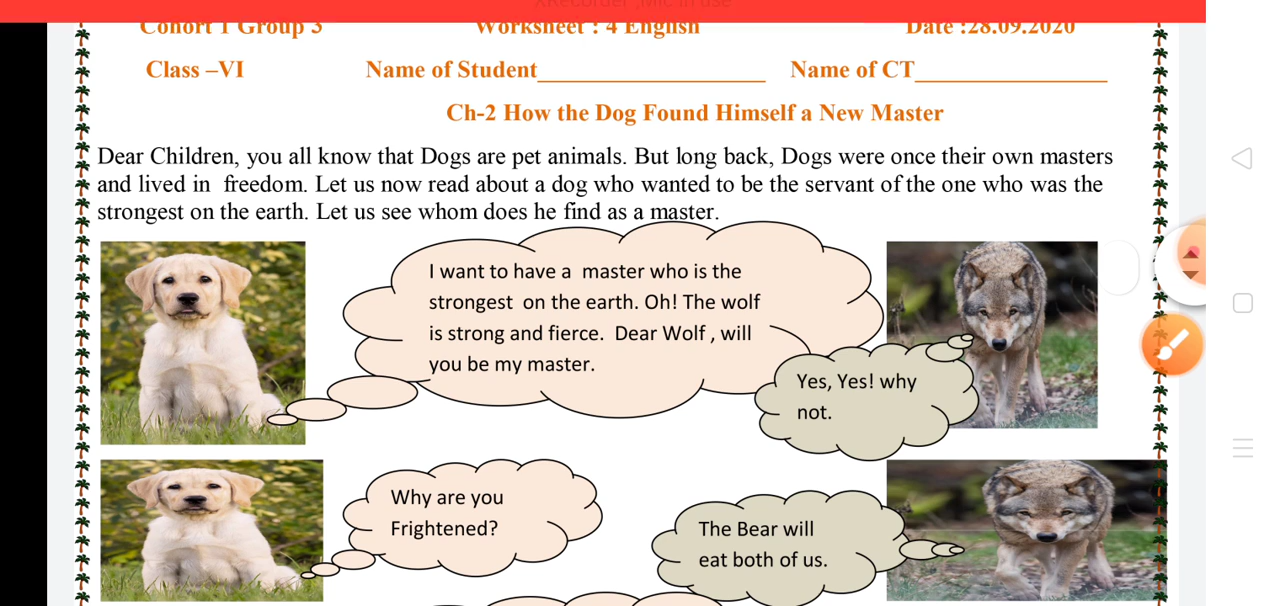 XRecorder ,Mic in use
Cohort 1 Group 3 Worksheet : 4 English Date :28.09.2020
Class –VI Name of Student__________________ Name of CT________________
Ch-2 How the Dog Found Himself a New Master
Dear Children, you all know that Dogs are pet animals. But long back, Dogs were once their own masters
and lived in freedom. Let us now read about a dog who wanted to be the servant of the one who was the
strongest on the earth. Let us see whom does he find as a master.
I want to have a master who is the
strongest on the earth. Oh! The wolf
is strong and fierce. Dear Wolf , will
you be my master.
Yes, Yes! why
not.
Why are you
Frightened?
The Bear will
eat both of us.